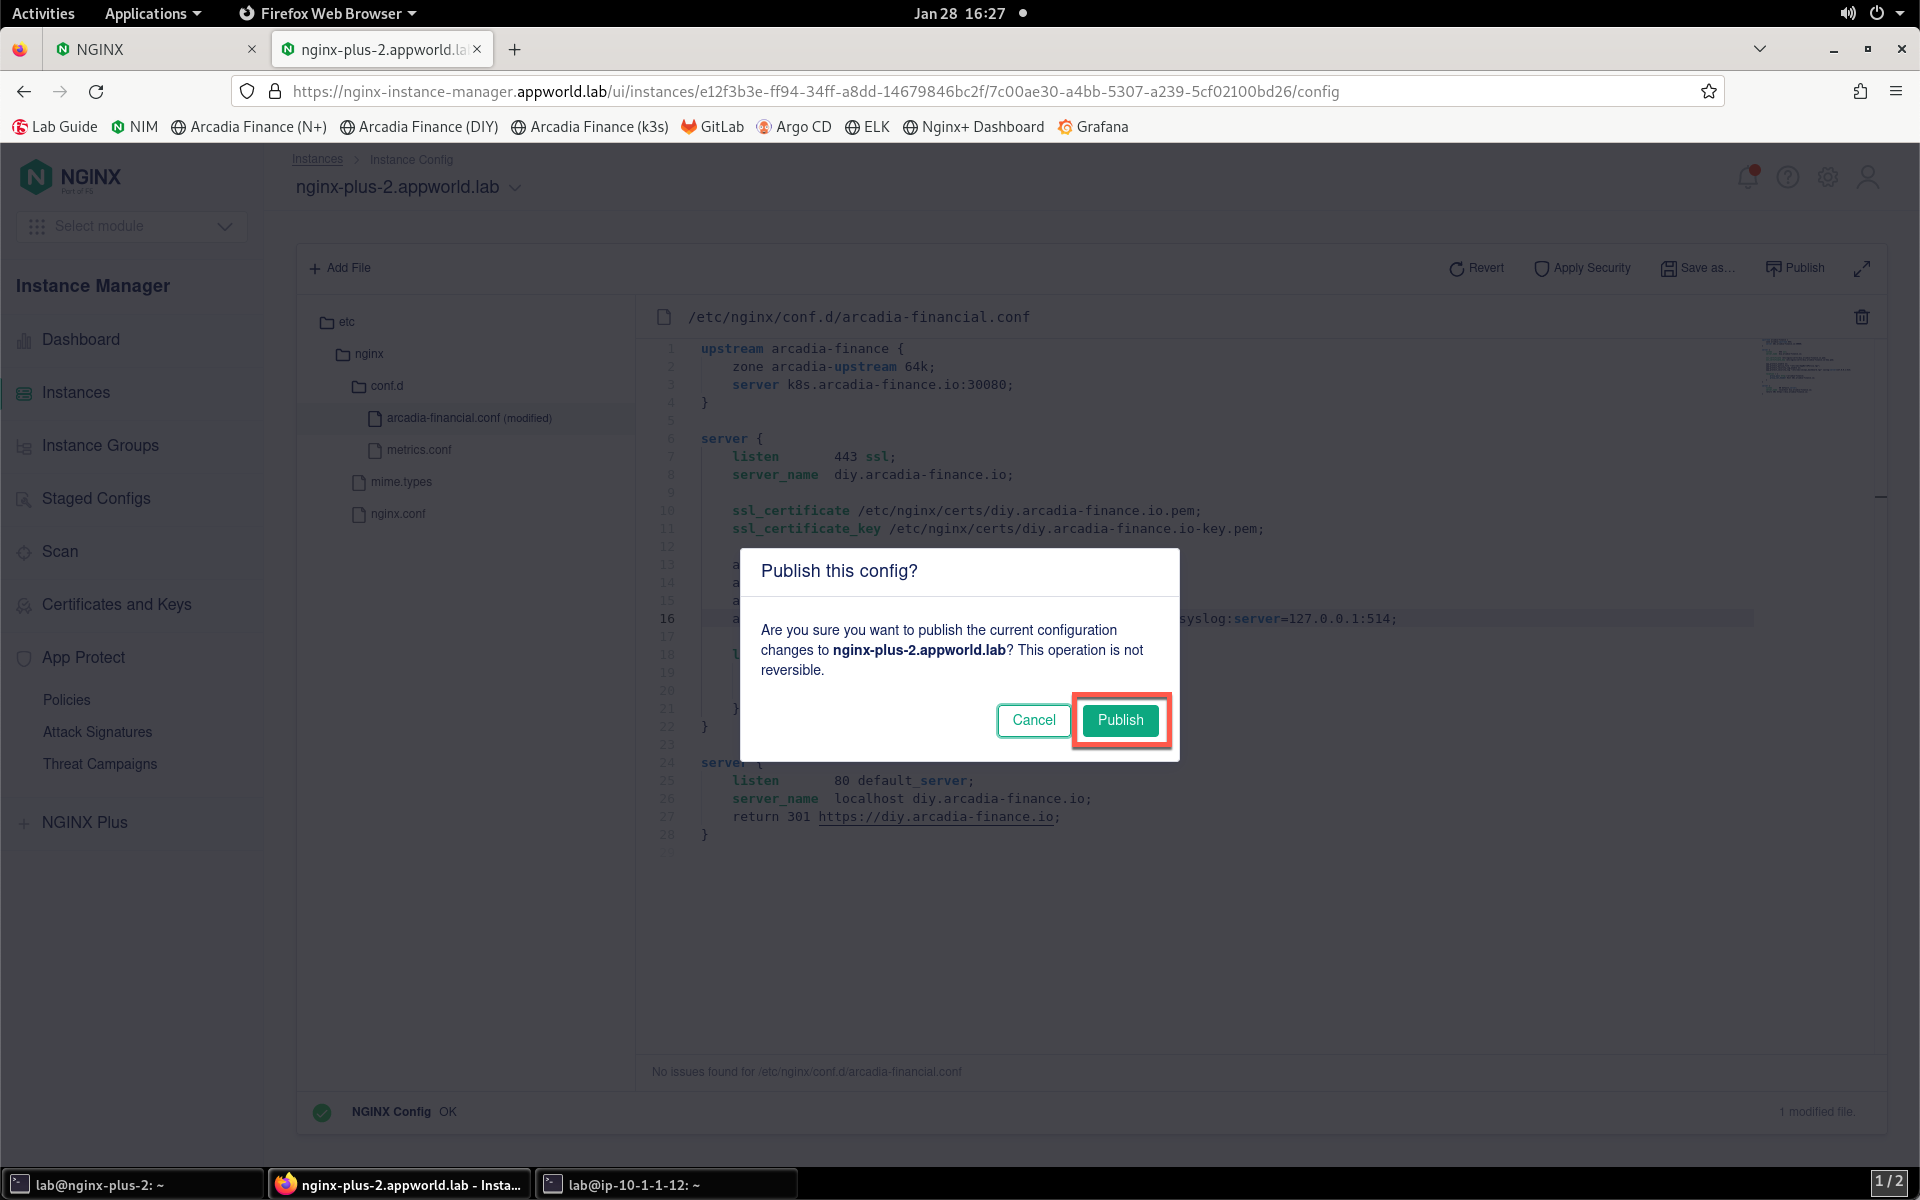 Activities Applications Firefox Web Browser Jan 28 16:27
NGINX nginx-plus-2.appworld.la
https://nginx-instance-manager.appworld.lab/ui/instances/e12f3b3e-ff94-34ff-a8dd-14679846bc2f/7c00ae30-a4bb-5307-a239-5cf02100bd26/config
Lab Guide NIM Arcadia Finance (N+) Arcadia Finance (DIY) Arcadia Finance (k3s) GitLab Argo CD ELK Nginx+ Dashboard Grafana
NGINX
Part of F5
Select module
Instance Manager
Dashboard
Instances
Instance Groups
Staged Configs
Scan
Certificates and Keys
App Protect
Policies
Attack Signatures
Threat Campaigns
NGINX Plus
Instances > Instance Config
nginx-plus-2.appworld.lab
Add File Revert Apply Security Save as... Publish
etc
nginx
conf.d
arcadia-financial.conf (modified)
metrics.conf
mime.types
nginx.conf
/etc/nginx/conf.d/arcadia-financial.conf
1 upstream arcadia-finance {
2 zone arcadia-upstream 64k;
3 server k8s.arcadia-finance.io:30080;
4 }
5
6 server {
7 listen 443 ssl;
8 server_name diy.arcadia-finance.io;
9
10 ssl_certificate /etc/nginx/certs/diy.arcadia-finance.io.pem;
11 ssl_certificate_key /etc/nginx/certs/diy.arcadia-finance.io-key.pem;
12
13 a
14 a
15 a
16 a syslog:server=127.0.0.1:514;
17
18 l
19
20
21 }
22 }
23
24 server {
25 listen 80 default_server;
26 server_name localhost diy.arcadia-finance.io;
27 return 301 https://diy.arcadia-finance.io;
28 }
29
Publish this config?
Are you sure you want to publish the current configuration
changes to nginx-plus-2.appworld.lab? This operation is not
reversible.
Cancel Publish
No issues found for /etc/nginx/conf.d/arcadia-financial.conf
NGINX Config OK 1 modified file.
lab@nginx-plus-2: ~ nginx-plus-2.appworld.lab - Insta... lab@ip-10-1-1-12: ~ 1 / 2